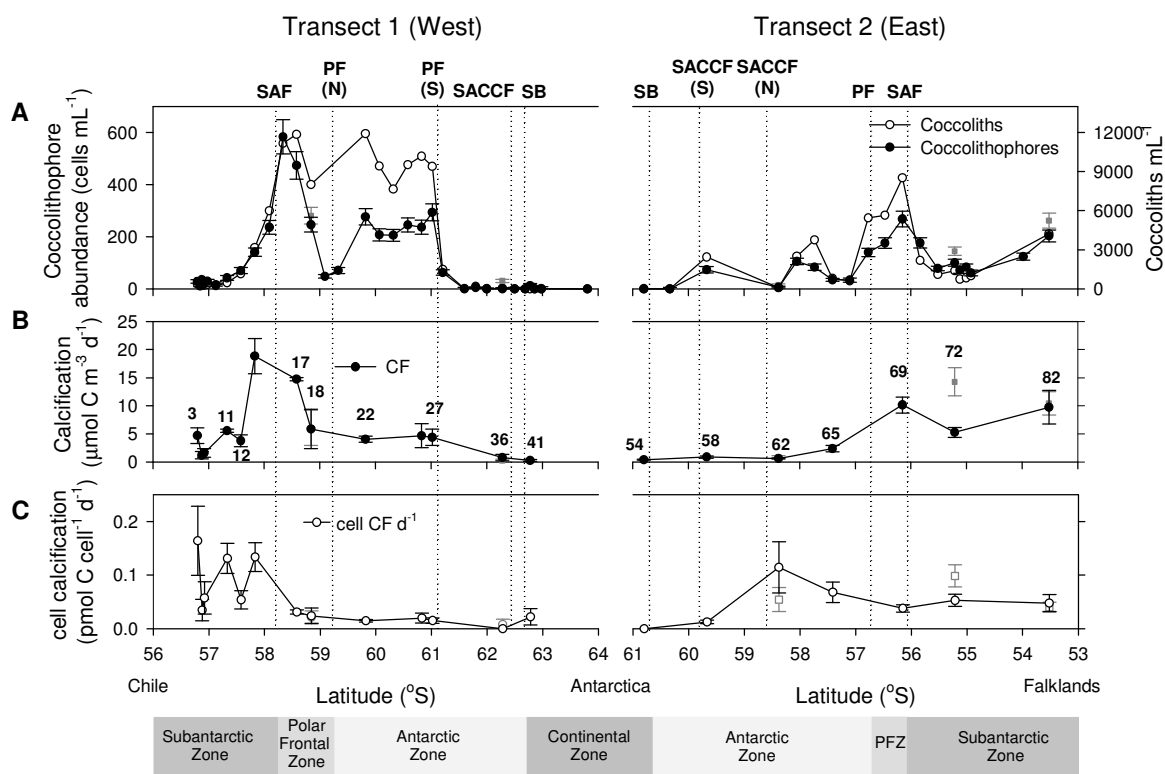 Transect 1 (West)
Transect 2 (East)
SAF
PF
(N)
PF
(S)
SACCF
SB
SB
SACCF
(S)
SACCF
(N)
PF
SAF
A
Coccolithophore
abundance (cells mL-1)
600
400
200
0
Coccoliths
Coccolithophores
12000
9000
6000
3000
0
Coccoliths mL-1
B
Calcification
(µmol C m-3 d-1)
25
20
15
10
5
0
3
11
12
17
18
CF
22
27
36
41
54
58
62
65
69
72
82
C
cell calcification
(pmol C cell-1 d-1)
0.2
0.1
0.0
cell CF d-1
56 57 58 59 60 61 62 63 64
61 60 59 58 57 56 55 54 53
Chile
Latitude (oS)
Antarctica
Latitude (oS)
Falklands
Subantarctic
Zone
Polar
Frontal
Zone
Antarctic
Zone
Continental
Zone
Antarctic
Zone
PFZ
Subantarctic
Zone